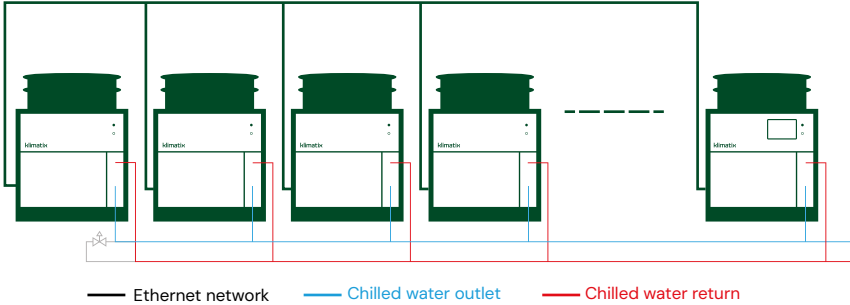 klimatix
klimatix
klimatix
klimatix
klimatix
Ethernet network
Chilled water outlet
Chilled water return